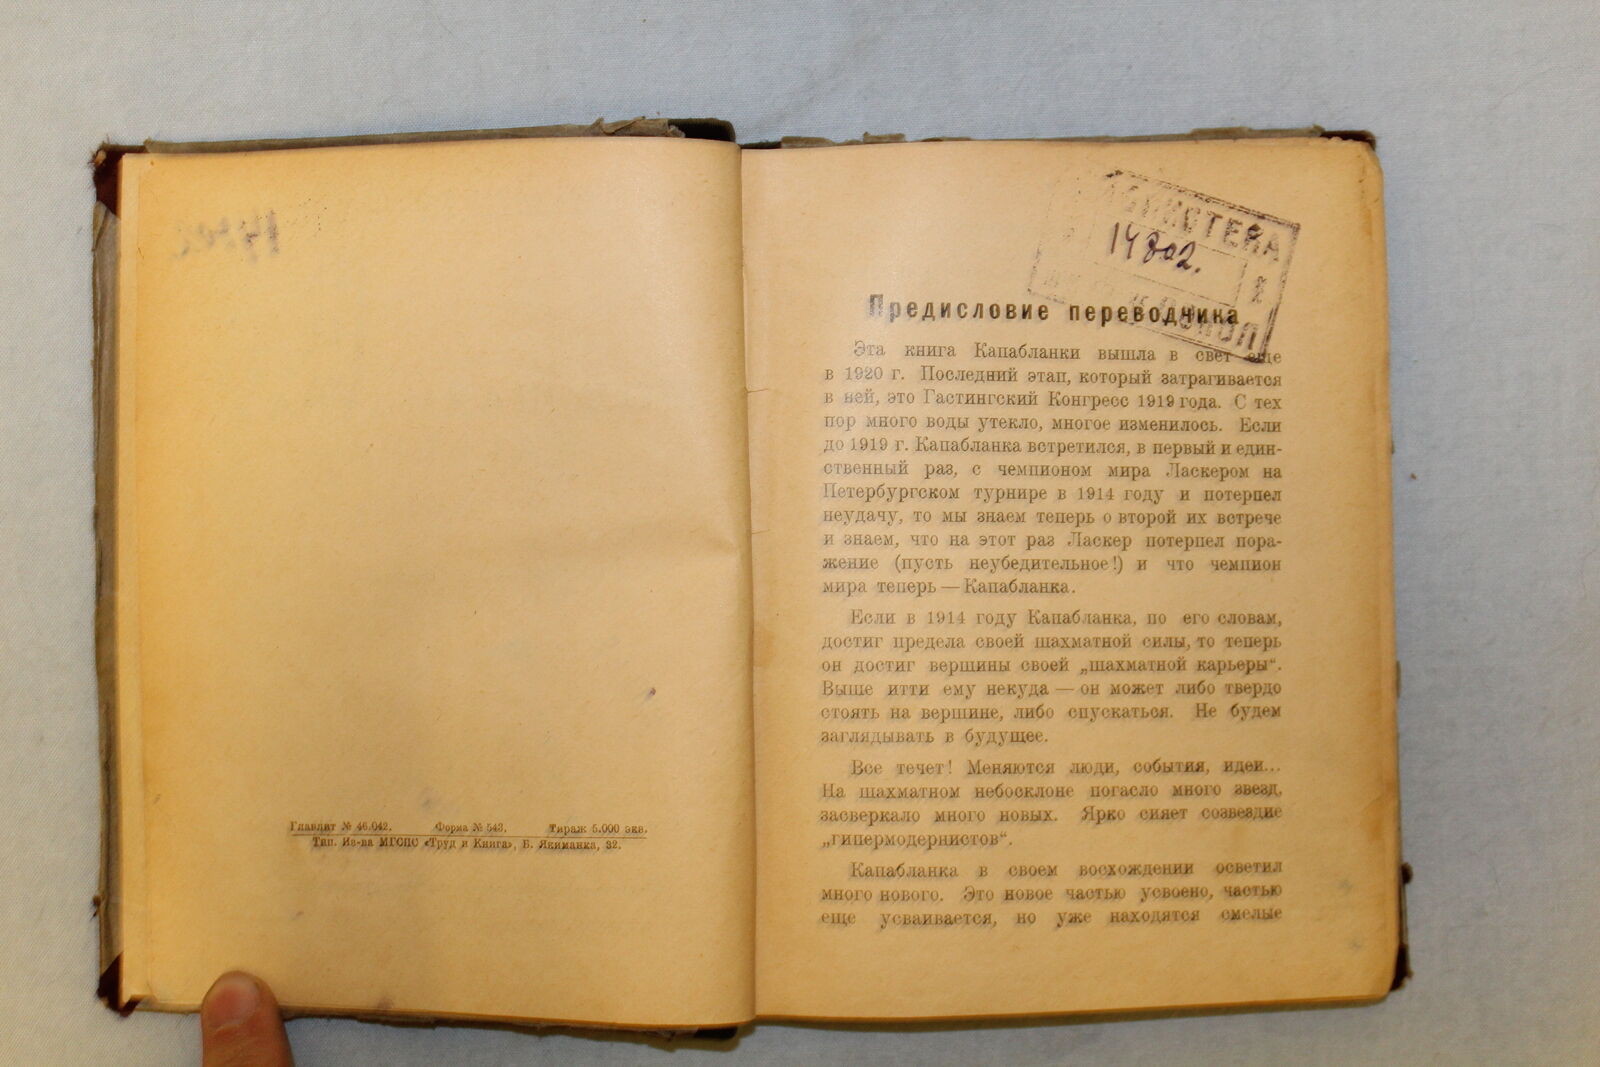 Главлит № 46.042. Форма № 543. Тираж 5.000 экз.
Тип. Из-ва МГСПС «Труд и Книга», Б. Якиманка, 32.
БИБЛИОТЕКА
14802.
Предисловие переводчика
Эта книга Капабланки вышла в свет еще
в 1920 г. Последний этап, который затрагивается
в ней, это Гастингский Конгресс 1919 года. С тех
пор много воды утекло, многое изменилось. Если
до 1919 г. Капабланка встретился, в первый и един-
ственный раз, с чемпионом мира Ласкером на
Петербургском турнире в 1914 году и потерпел
неудачу, то мы знаем теперь о второй их встрече
и знаем, что на этот раз Ласкер потерпел пора-
жение (пусть неубедительное!) и что чемпион
мира теперь — Капабланка.
Если в 1914 году Капабланка, по его словам,
достиг предела своей шахматной силы, то теперь
он достиг вершины своей „шахматной карьеры“.
Выше итти ему некуда — он может либо твердо
стоять на вершине, либо спускаться. Не будем
заглядывать в будущее.
Все течет! Меняются люди, события, идеи...
На шахматном небосклоне погасло много звезд,
засверкало много новых. Ярко сияет созвездие
„гипермодернистов“.
Капабланка в своем восхождении осветил
много нового. Это новое частью усвоено, частью
еще усваивается, но уже находятся смелые